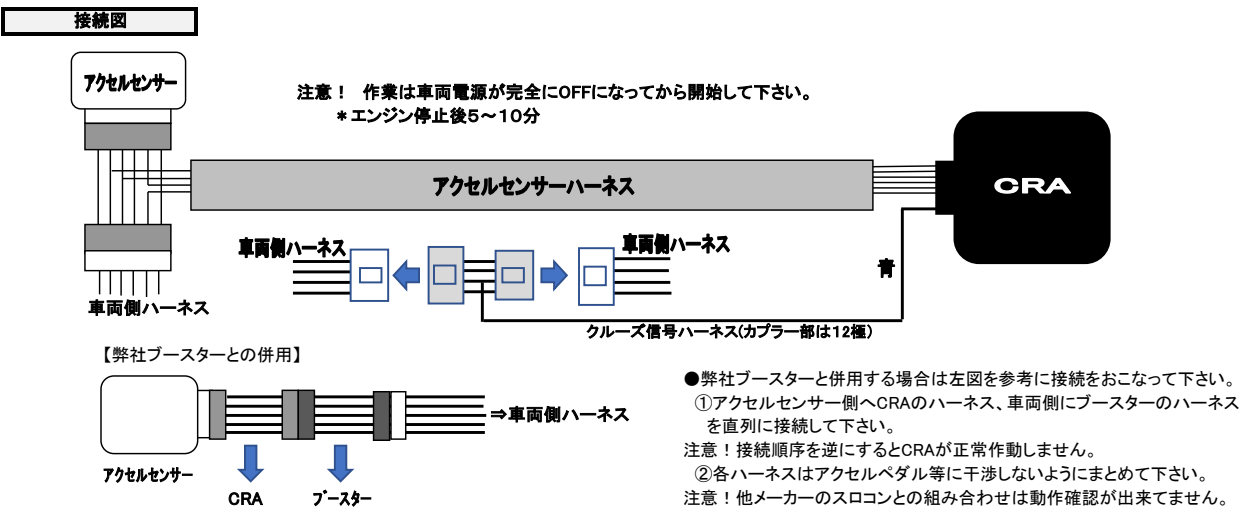 接続図
アクセルセンサー
注意！　作業は車両電源が完全にOFFになってから開始して下さい。
＊エンジン停止後５～１０分
アクセルセンサーハーネス
CRA
車両側ハーネス
車両側ハーネス
青
車両側ハーネス
クルーズ信号ハーネス(カプラー部は12極)
【弊社ブースターとの併用】
⇒車両側ハーネス
アクセルセンサー
CRA
ブースター
●弊社ブースターと併用する場合は左図を参考に接続をおこなって下さい。
①アクセルセンサー側へCRAのハーネス、車両側にブースターのハーネス
を直列に接続して下さい。
注意！接続順序を逆にするとCRAが正常作動しません。
②各ハーネスはアクセルペダル等に干渉しないようにまとめて下さい。
注意！他メーカーのスロコンとの組み合わせは動作確認が出来てません。